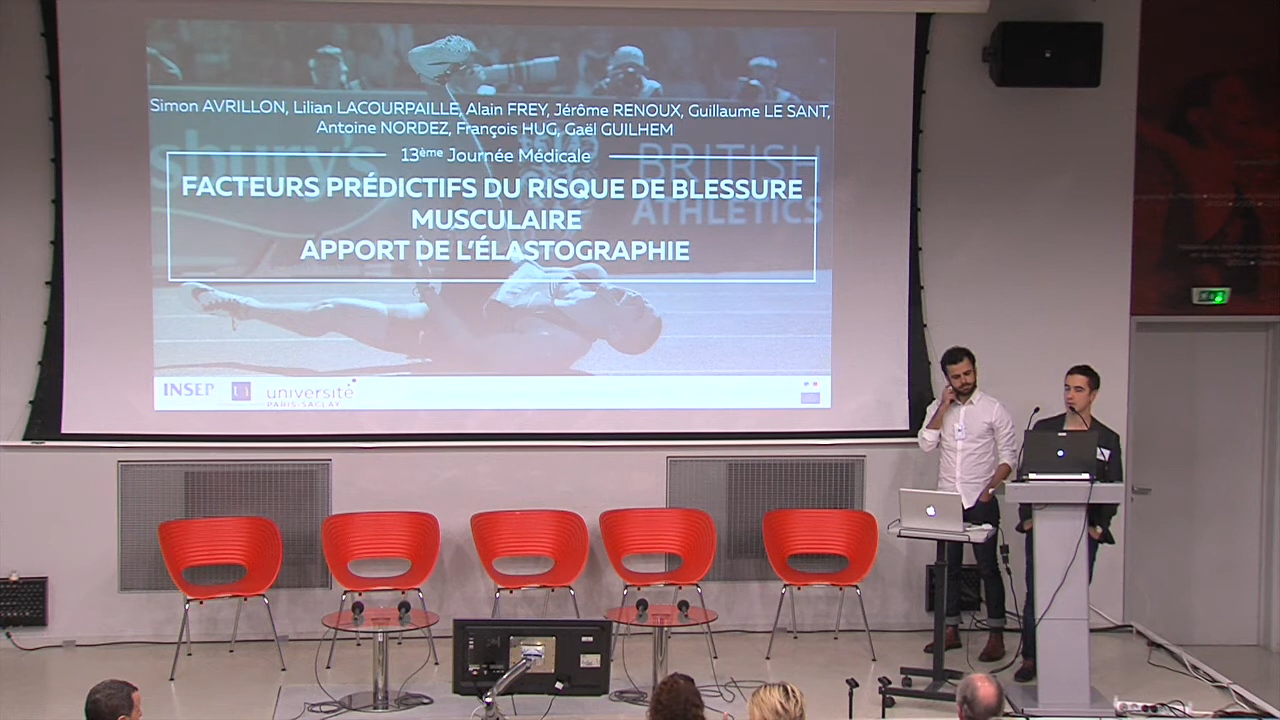 Simon AVRILLON, Lilian LACOURPAILLE, Alain FREY, Jérôme RENOUX, Guillaume LE SANT,
Antoine NORDEZ, François HUG, Gaël GUILHEM
13ème Journée Médicale
FACTEURS PRÉDICTIFS DU RISQUE DE BLESSURE
MUSCULAIRE
APPORT DE L'ÉLASTOGRAPHIE
BRITISH
ATHLETICS
INSEP
université
PARIS-SACLAY